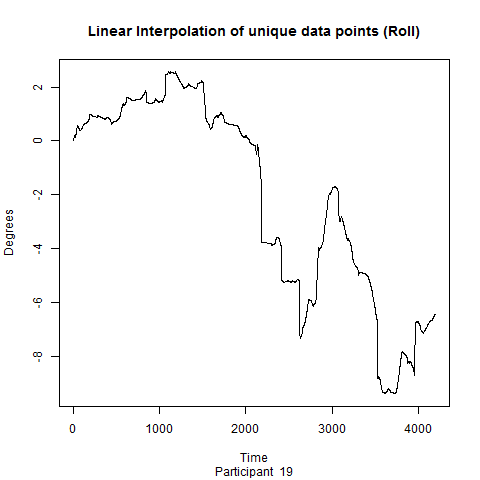 Linear Interpolation of unique data points (Roll)
Degrees
2
0
-2
-4
-6
-8
0 1000 2000 3000 4000
Time
Participant 19